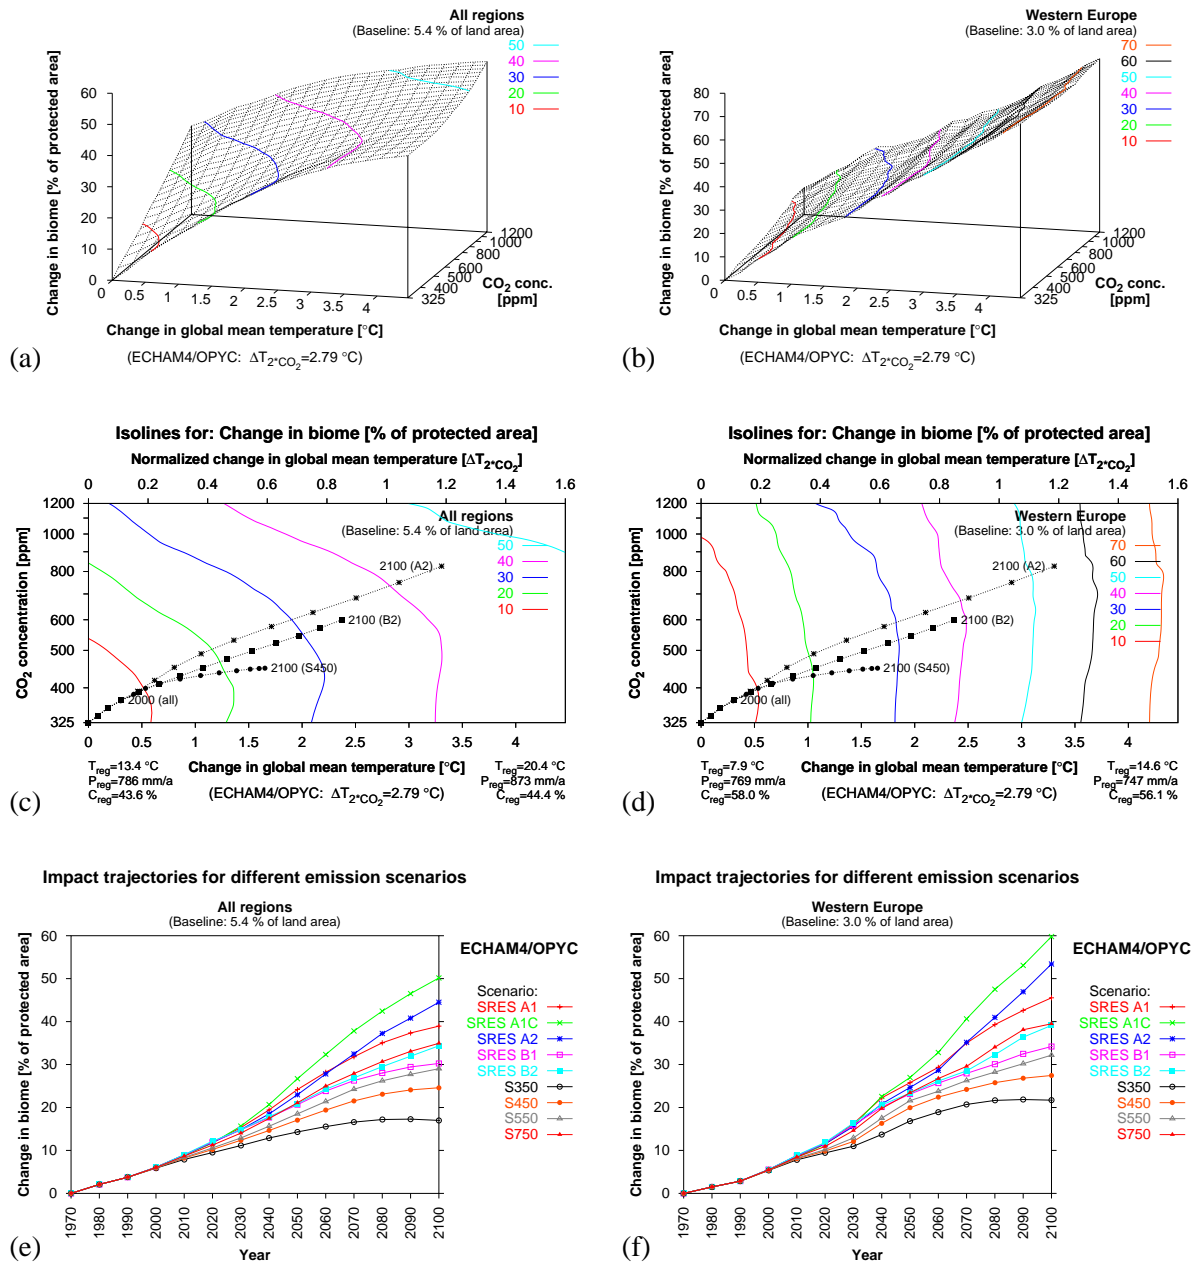 All regions
(Baseline: 5.4 % of land area)
50
40
30
20
10
Change in biome [% of protected area]
60
50
40
30
20
10
0
0
0.5
1
1.5
2
2.5
3
3.5
4
325
400
500
600
800
1000
1200
CO2 conc.
[ppm]
Change in global mean temperature [°C]
(ECHAM4/OPYC: ΔT2*CO2=2.79 °C)
(a)
Western Europe
(Baseline: 3.0 % of land area)
70
60
50
40
30
20
10
Change in biome [% of protected area]
80
70
60
50
40
30
20
10
0
0
0.5
1
1.5
2
2.5
3
3.5
4
325
400
500
600
800
1000
1200
CO2 conc.
[ppm]
Change in global mean temperature [°C]
(ECHAM4/OPYC: ΔT2*CO2=2.79 °C)
(b)
Isolines for: Change in biome [% of protected area]
Normalized change in global mean temperature [ΔT2*CO2]
0 0.2 0.4 0.6 0.8 1 1.2 1.4 1.6
CO2 concentration [ppm]
1200
1000
800
600
500
400
325
All regions
(Baseline: 5.4 % of land area)
50
40
30
20
10
2100 (A2)
2100 (B2)
2100 (S450)
2000 (all)
0 0.5 1 1.5 2 2.5 3 3.5 4
Treg=13.4 °C
Preg=786 mm/a
Creg=43.6 %
Change in global mean temperature [°C]
(ECHAM4/OPYC: ΔT2*CO2=2.79 °C)
Treg=20.4 °C
Preg=873 mm/a
Creg=44.4 %
(c)
Isolines for: Change in biome [% of protected area]
Normalized change in global mean temperature [ΔT2*CO2]
0 0.2 0.4 0.6 0.8 1 1.2 1.4 1.6
CO2 concentration [ppm]
1200
1000
800
600
500
400
325
Western Europe
(Baseline: 3.0 % of land area)
70
60
50
40
30
20
10
2100 (A2)
2100 (B2)
2100 (S450)
2000 (all)
0 0.5 1 1.5 2 2.5 3 3.5 4
Treg=7.9 °C
Preg=769 mm/a
Creg=58.0 %
Change in global mean temperature [°C]
(ECHAM4/OPYC: ΔT2*CO2=2.79 °C)
Treg=14.6 °C
Preg=747 mm/a
Creg=56.1 %
(d)
Impact trajectories for different emission scenarios
All regions
(Baseline: 5.4 % of land area)
Change in biome [% of protected area]
60
50
40
30
20
10
0
1970 1980 1990 2000 2010 2020 2030 2040 2050 2060 2070 2080 2090 2100
Year
ECHAM4/OPYC
Scenario:
SRES A1
SRES A1C
SRES A2
SRES B1
SRES B2
S350
S450
S550
S750
(e)
Impact trajectories for different emission scenarios
Western Europe
(Baseline: 3.0 % of land area)
Change in biome [% of protected area]
60
50
40
30
20
10
0
1970 1980 1990 2000 2010 2020 2030 2040 2050 2060 2070 2080 2090 2100
Year
ECHAM4/OPYC
Scenario:
SRES A1
SRES A1C
SRES A2
SRES B1
SRES B2
S350
S450
S550
S750
(f)